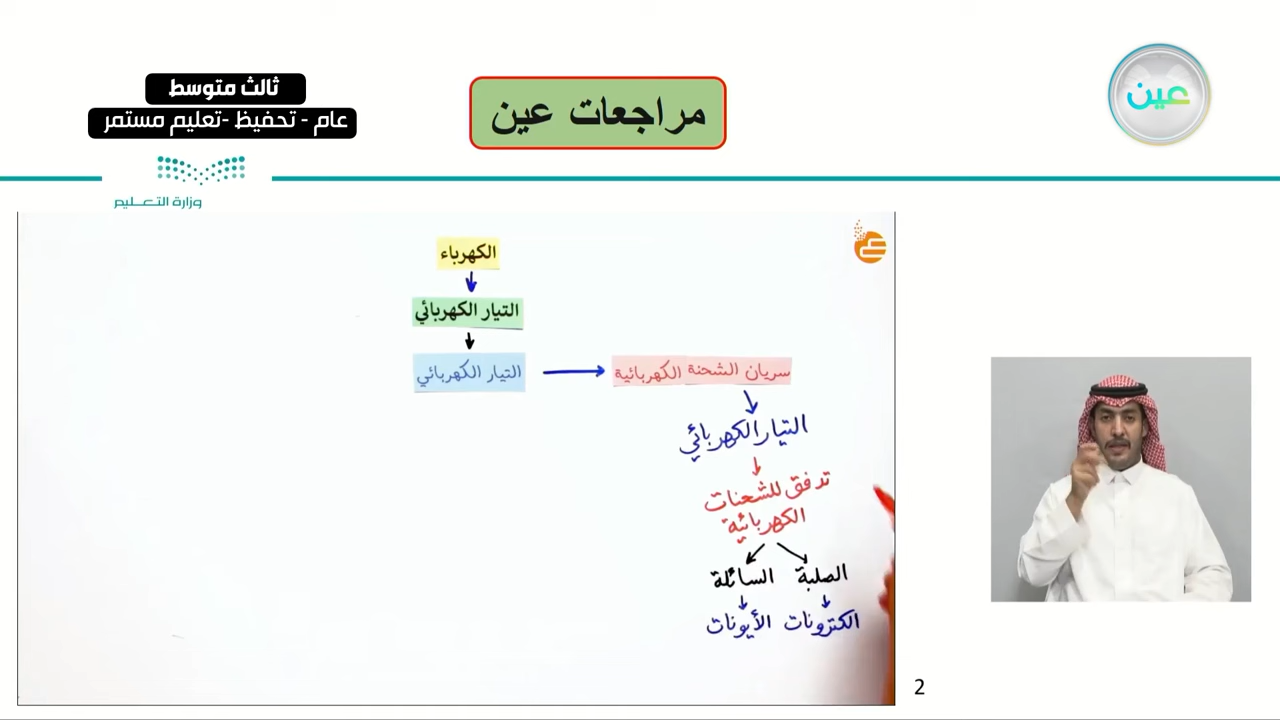 ثالث متوسط
عام - تحفيظ -تعليم مستمر
مراجعات عين
عين
وزارة التعـــليم
الكهرباء
التيار الكهربائي
التيار الكهربائي
سريان الشحنة الكهربائية
التيار الكهربائي
تدفق للشحنات
الكهربائية
الصلبة السائلة
الكترونات الأيونات
2